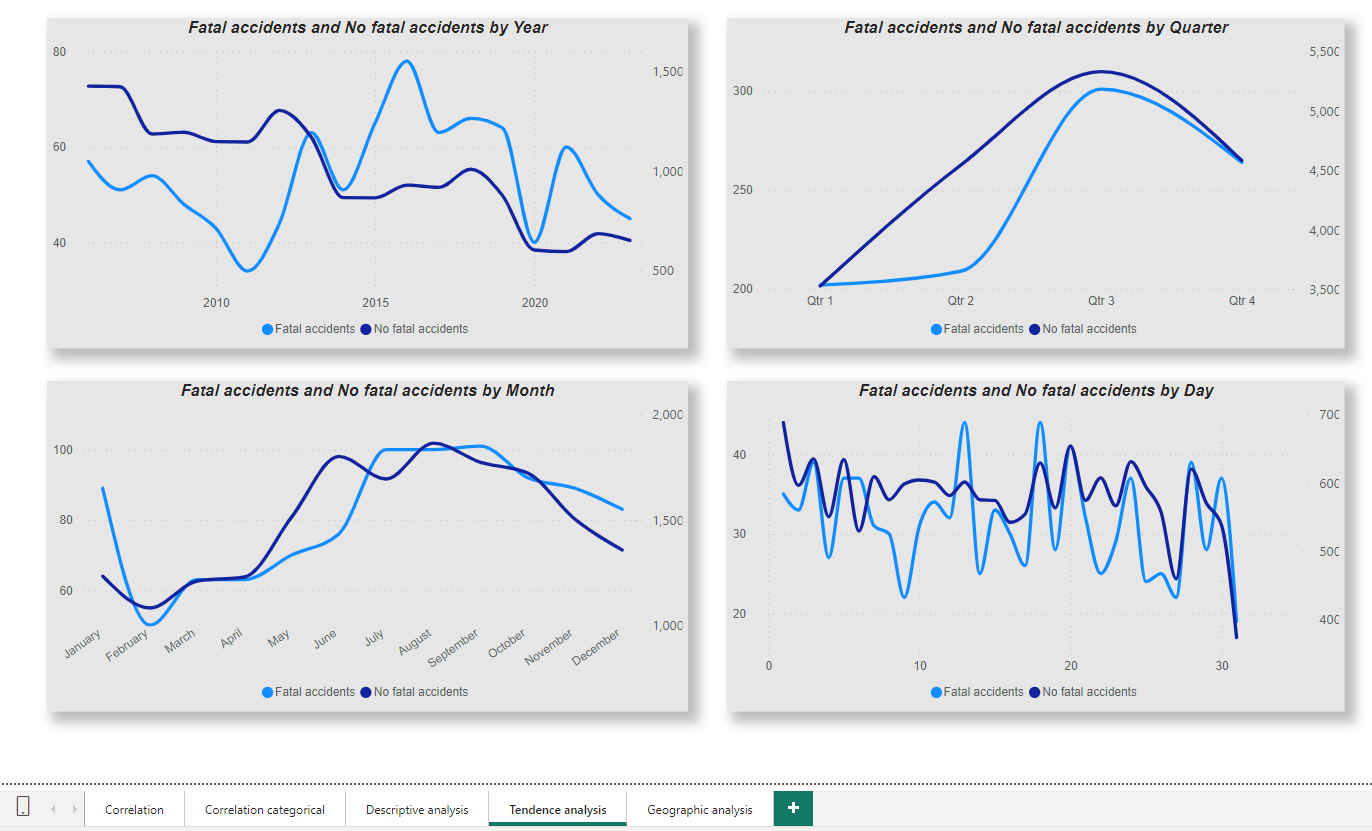 Fatal accidents and No fatal accidents by Year
80
60
40
1,500
1,000
500
2010 2015 2020
Fatal accidents No fatal accidents
Fatal accidents and No fatal accidents by Quarter
300
250
200
5,500
5,000
4,500
4,000
3,500
Qtr 1 Qtr 2 Qtr 3 Qtr 4
Fatal accidents No fatal accidents
Fatal accidents and No fatal accidents by Month
100
80
60
2,000
1,500
1,000
January February March April May June July August September October November December
Fatal accidents No fatal accidents
Fatal accidents and No fatal accidents by Day
40
30
20
700
600
500
400
0 10 20 30
Fatal accidents No fatal accidents
Correlation Correlation categorical Descriptive analysis Tendence analysis Geographic analysis +